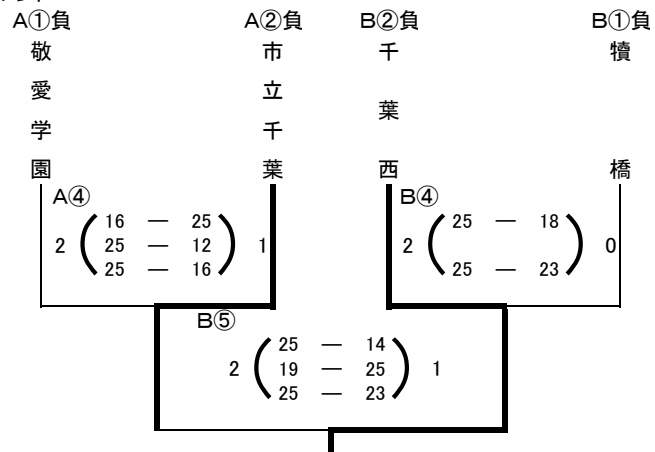 A①負 A②負 B②負 B①負
敬愛学園 市立千葉 千葉西 犢橋
A④ B④
16 — 25 25 — 18
2 25 — 12 1 2 0
25 — 16 25 — 23
B⑤
25 — 14
2 19 — 25 1
25 — 23